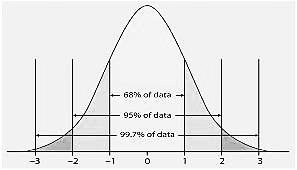 68% of data
95% of data
99.7% of data
−3 −2 −1 0 1 2 3